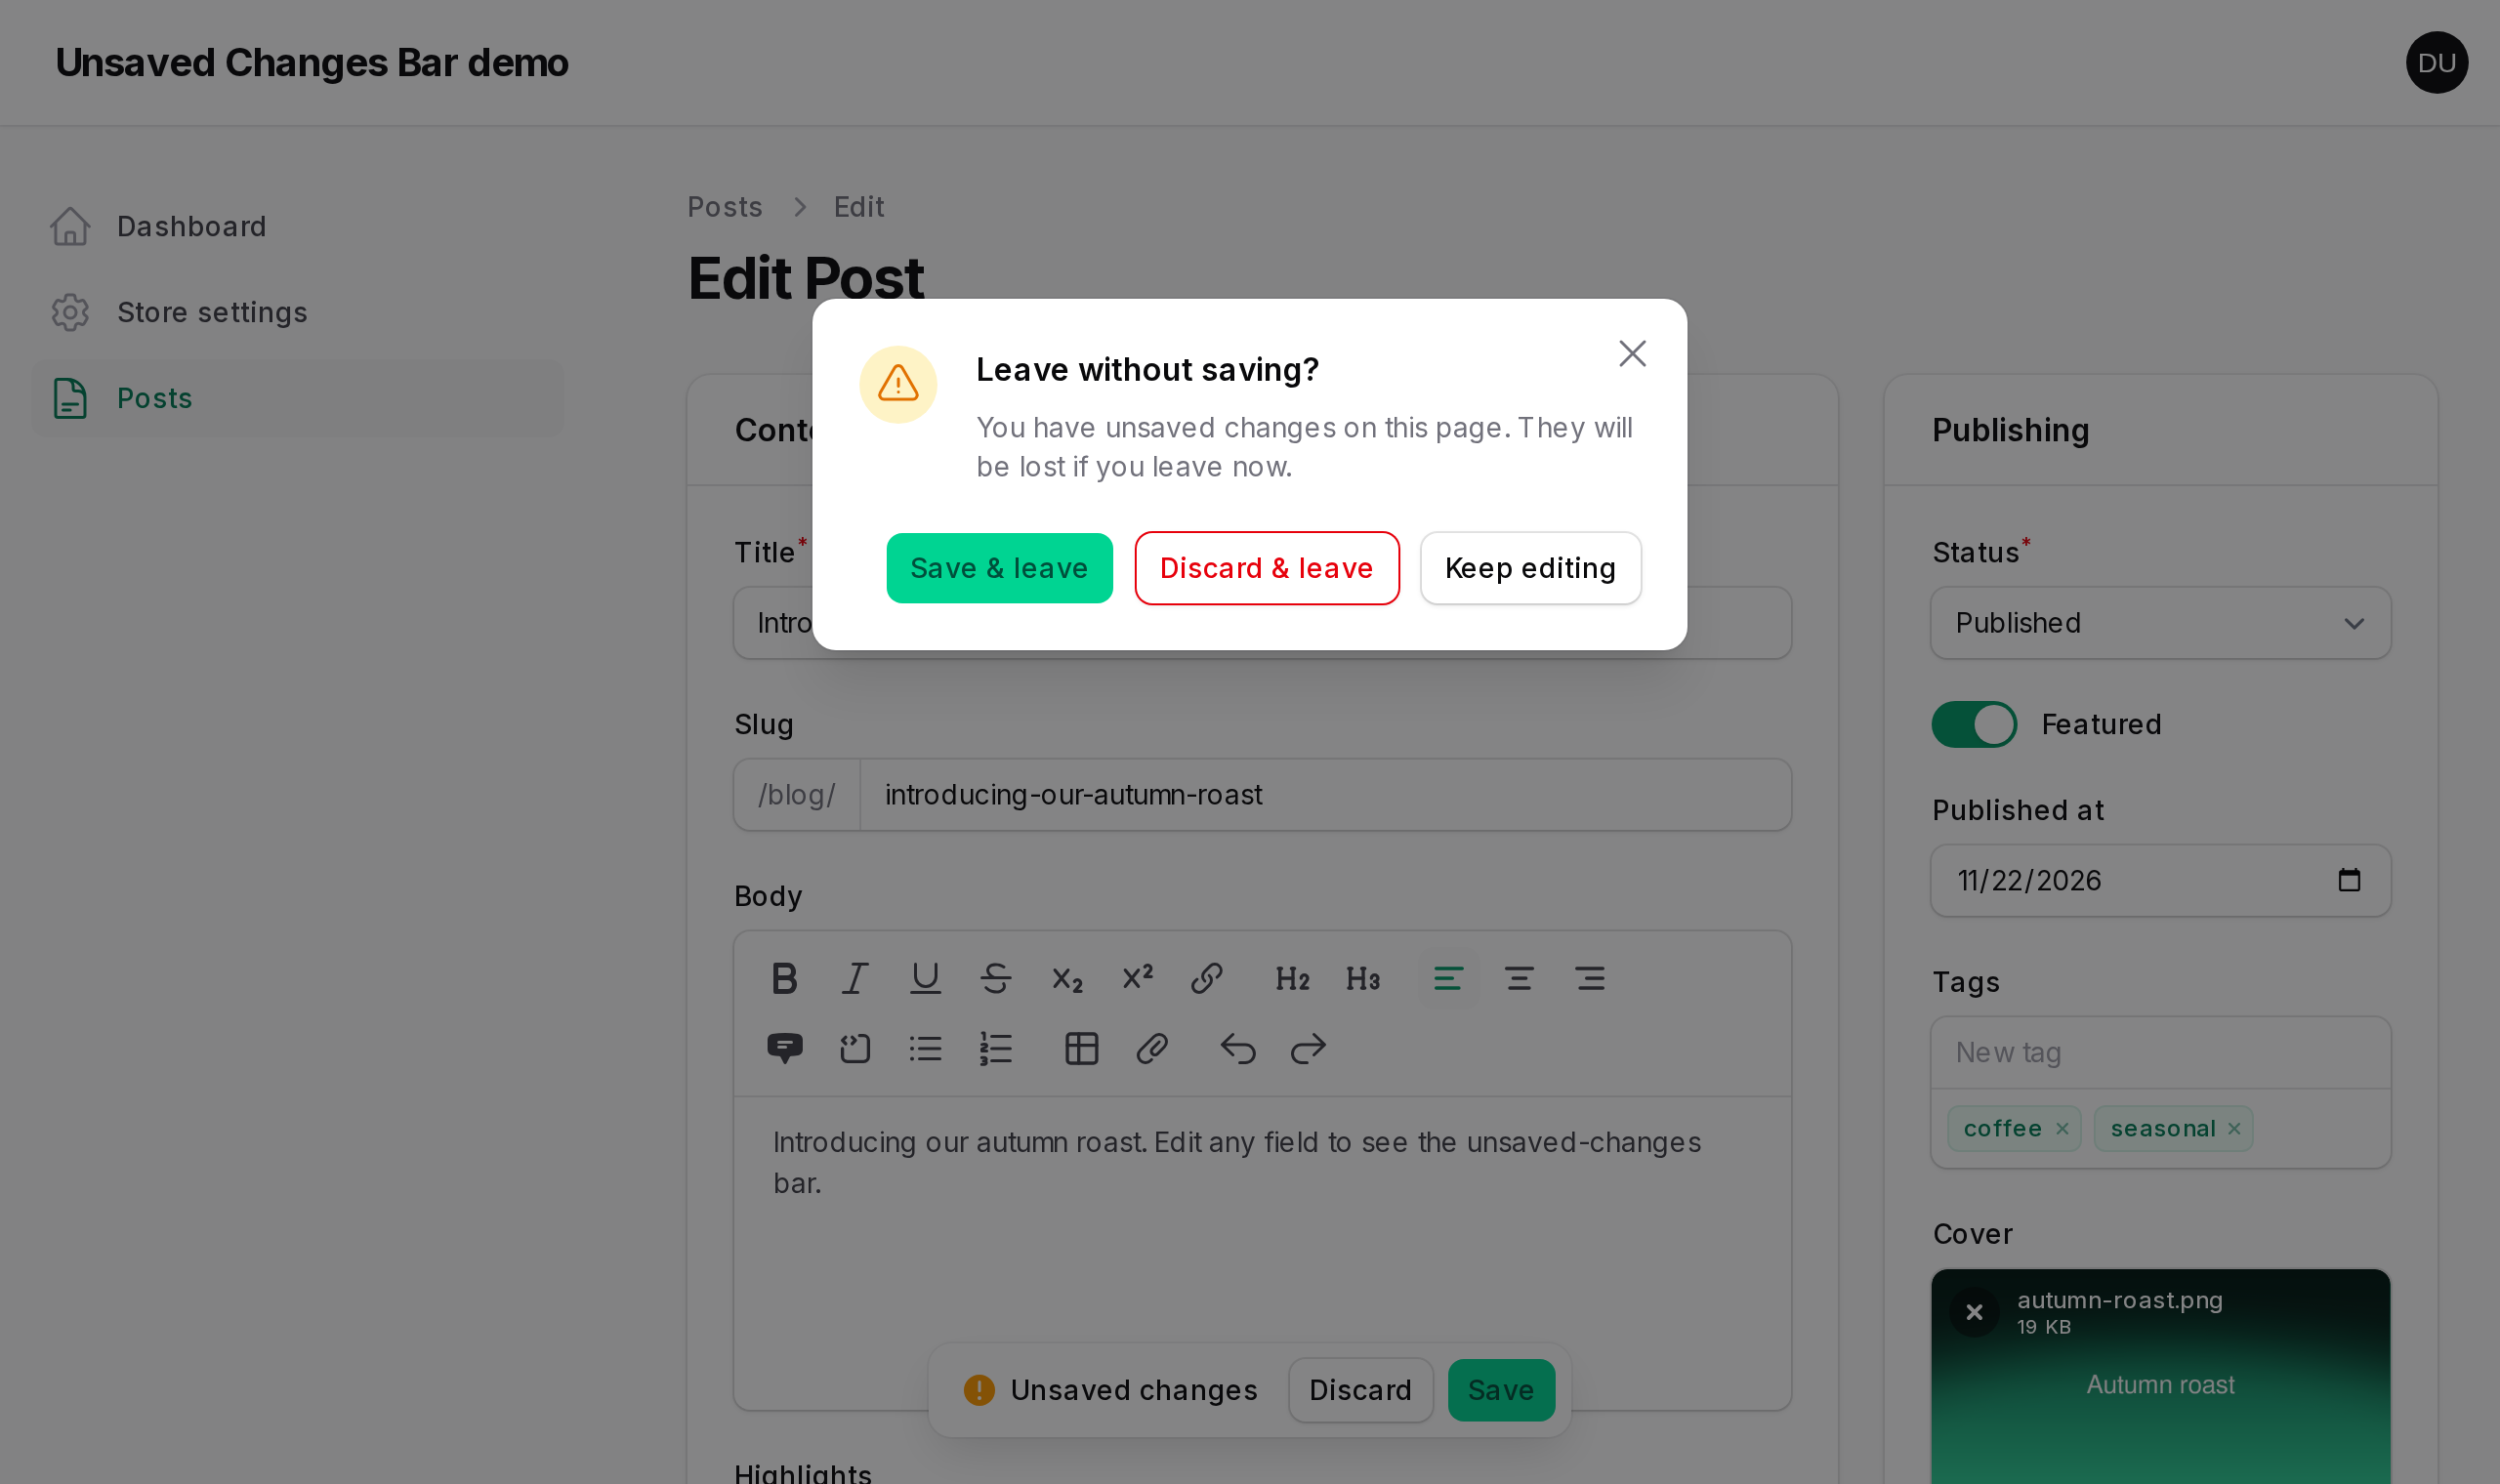 Unsaved Changes Bar demo
DU
Dashboard
Store settings
Posts
Posts
Edit
Edit Post
Leave without saving?
You have unsaved changes on this page. They will
be lost if you leave now.
Save & leave
Discard & leave
Keep editing
Title*
Slug
/blog/
introducing-our-autumn-roast
Body
B
I
U
S
X₂
X²
H2
H3
Introducing our autumn roast. Edit any field to see the unsaved-changes
bar.
Unsaved changes
Discard
Save
Highlights
Publishing
Status*
Published
Featured
Published at
11/22/2026
Tags
New tag
coffee
seasonal
Cover
autumn-roast.png
19 KB
Autumn roast